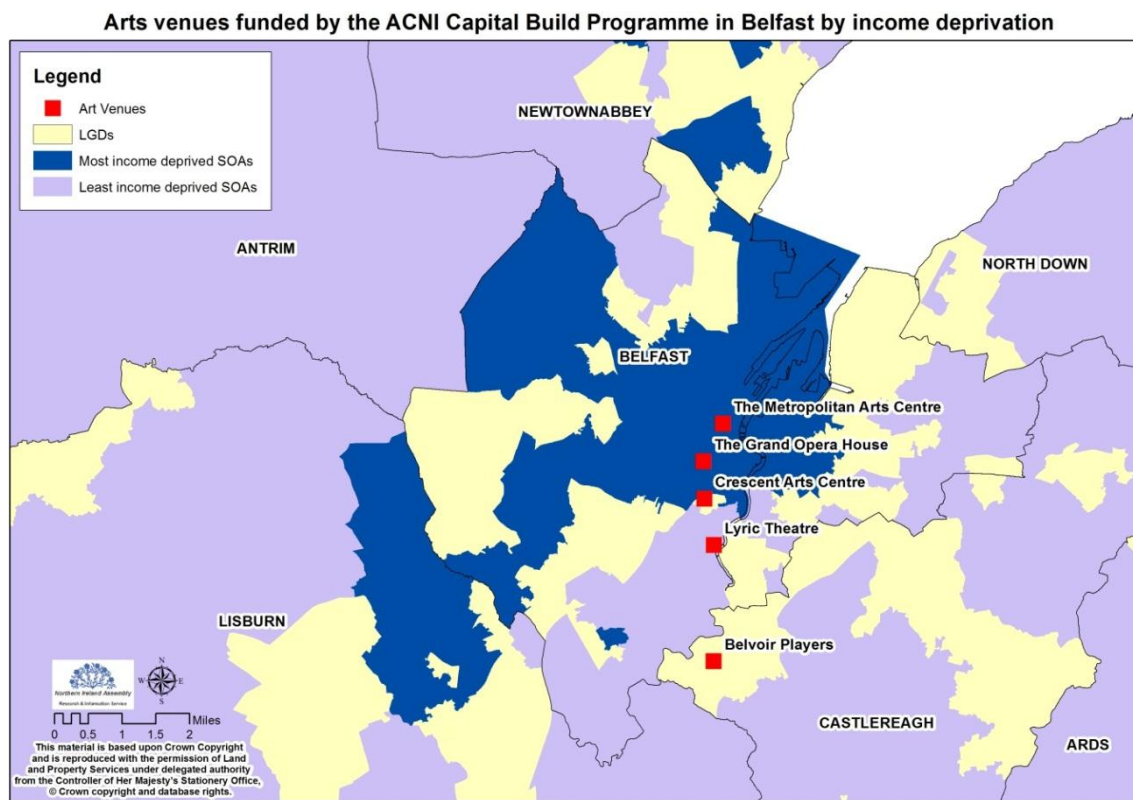 Arts venues funded by the ACNI Capital Build Programme in Belfast by income deprivation
Legend
Art Venues
LGDs
Most income deprived SOAs
Least income deprived SOAs
NEWTOWNABBEY
ANTRIM
NORTH DOWN
BELFAST
The Metropolitan Arts Centre
The Grand Opera House
Crescent Arts Centre
Lyric Theatre
LISBURN
Belvoir Players
CASTLEREAGH
ARDS
Northern Ireland Assembly
Research & Information Service
N
W E
S
0 0.5 1 2 Miles
This material is based upon Crown Copyright
and is reproduced with the permission of Land
and Property Services under delegated authority
from the Controller of Her Majesty's Stationery Office,
© Crown copyright and database rights.